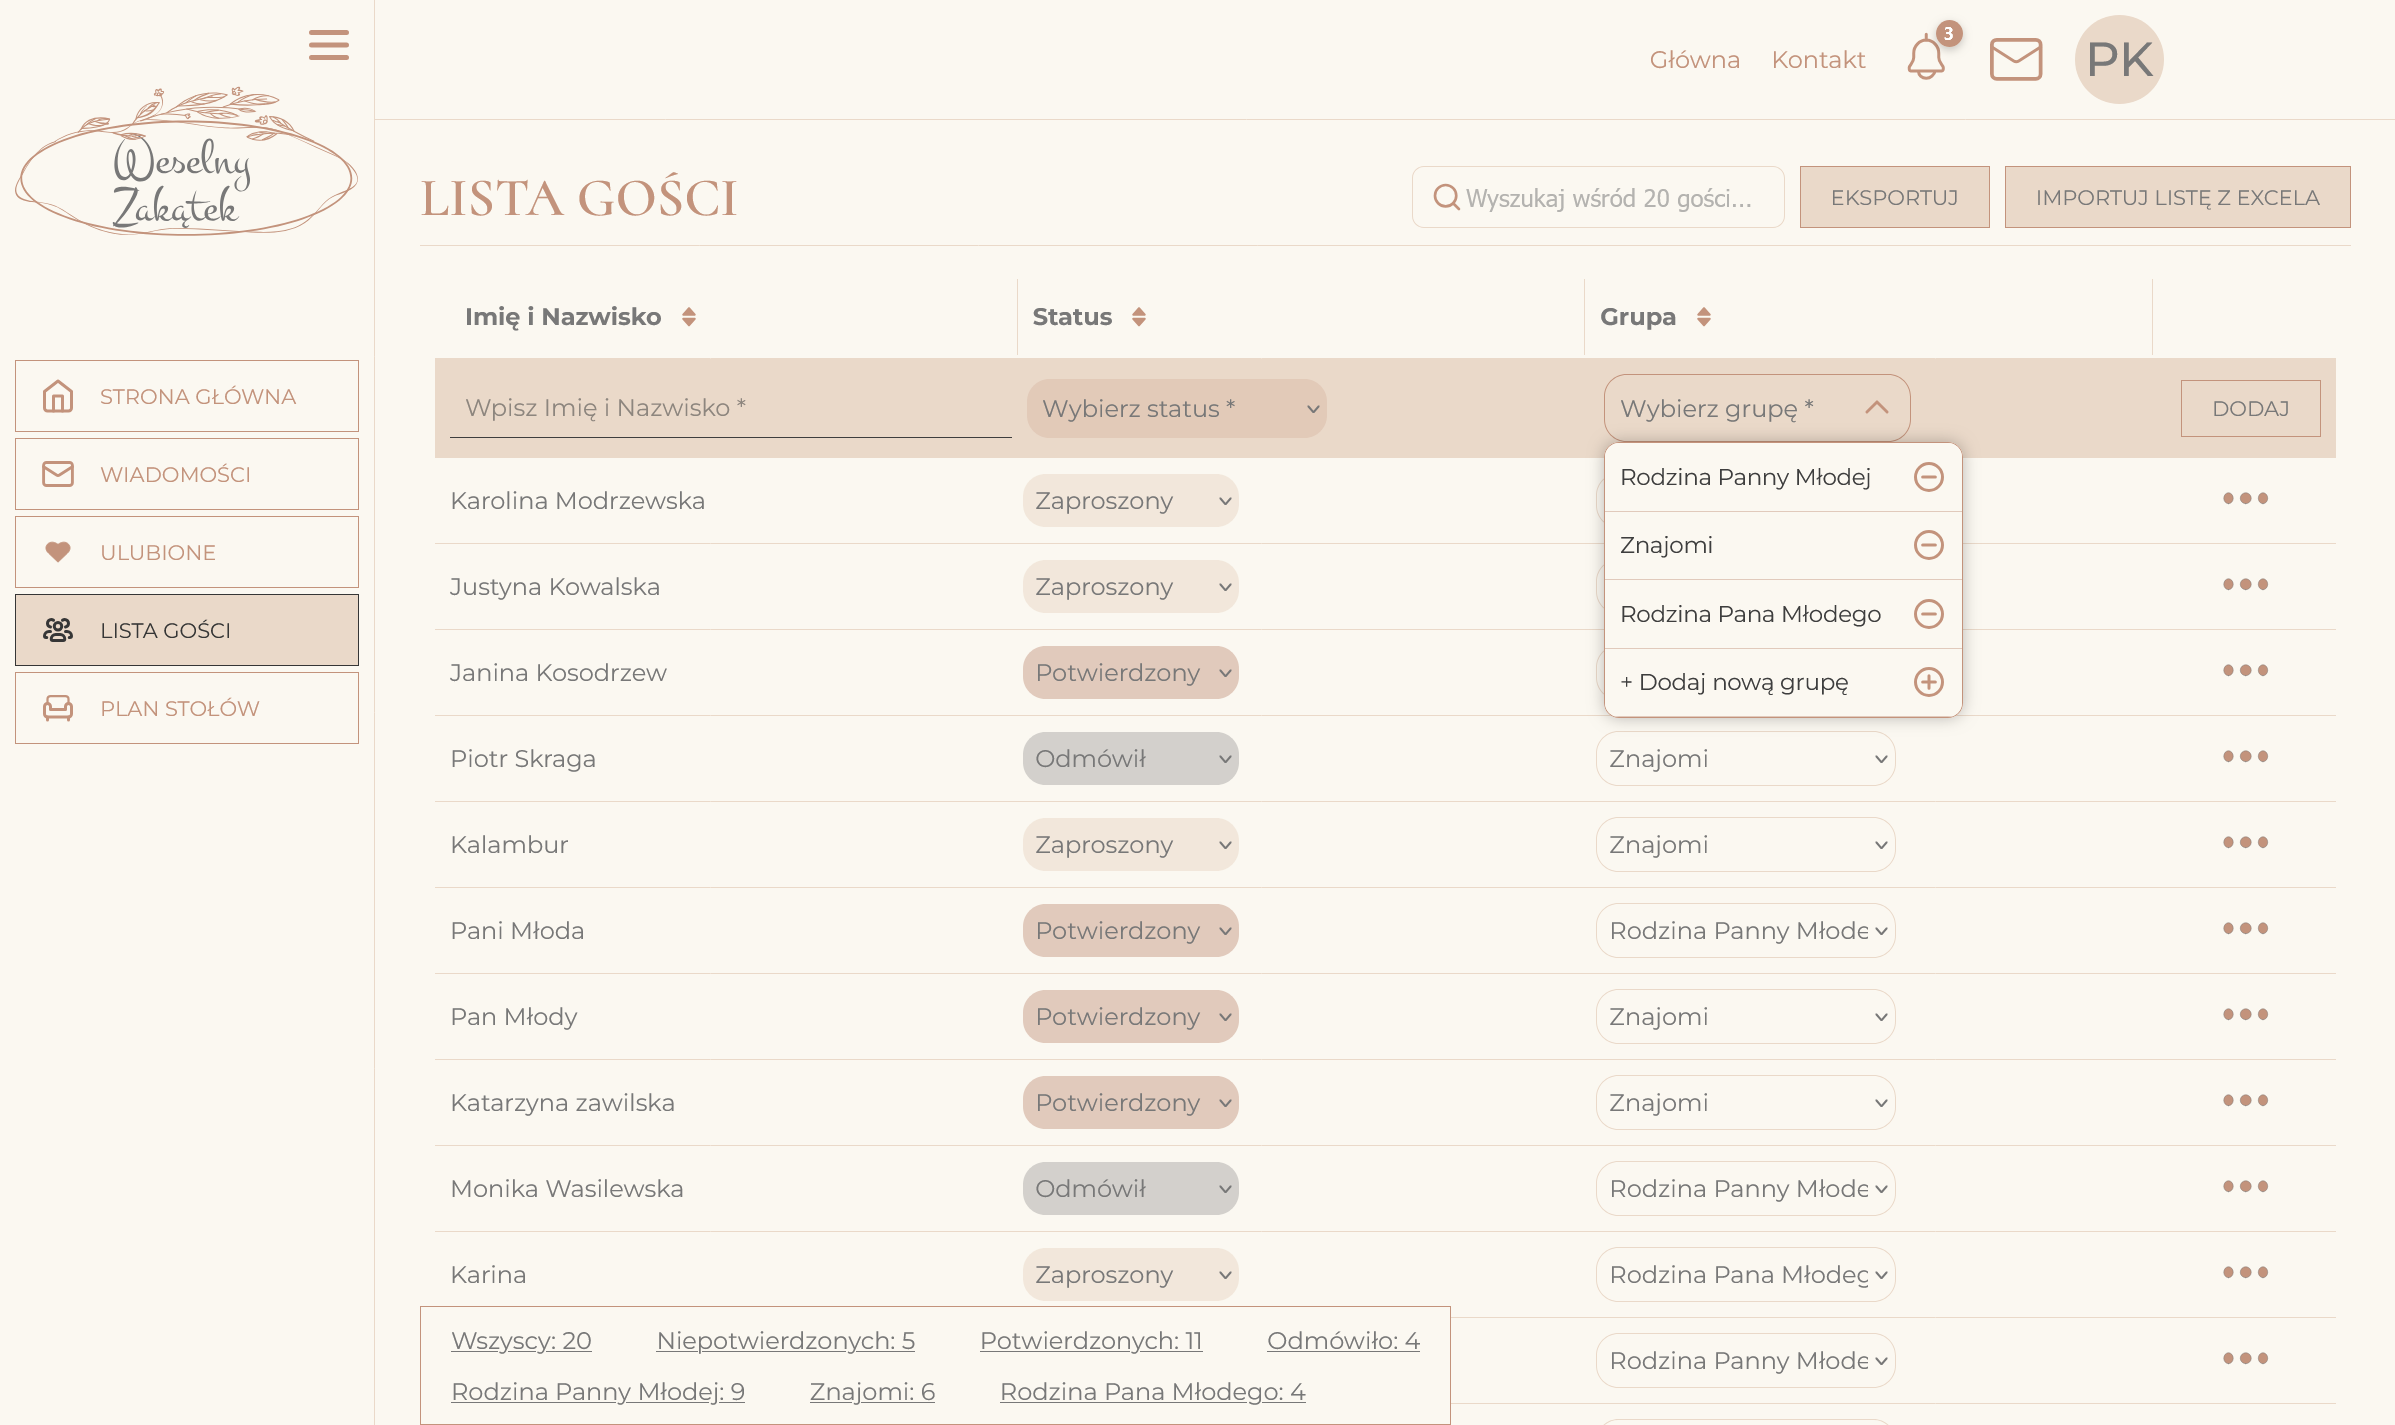 Główna
Kontakt
3
PK
Weselny
Zakątek
STRONA GŁÓWNA
WIADOMOŚCI
ULUBIONE
LISTA GOŚCI
PLAN STOŁÓW
LISTA GOŚCI
Wyszukaj wśród 20 gości...
EKSPORTUJ
IMPORTUJ LISTĘ Z EXCELA
Imię i Nazwisko
Status
Grupa
Wpisz Imię i Nazwisko *
Wybierz status *
Wybierz grupę *
DODAJ
Rodzina Panny Młodej
Znajomi
Rodzina Pana Młodego
+ Dodaj nową grupę
Karolina Modrzewska
Zaproszony
Justyna Kowalska
Zaproszony
Janina Kosodrzew
Potwierdzony
Piotr Skraga
Odmówił
Znajomi
Kalambur
Zaproszony
Znajomi
Pani Młoda
Potwierdzony
Rodzina Panny Młode
Pan Młody
Potwierdzony
Znajomi
Katarzyna zawilska
Potwierdzony
Znajomi
Monika Wasilewska
Odmówił
Rodzina Panny Młode
Karina
Zaproszony
Rodzina Pana Młodeg
Rodzina Panny Młode
Wszyscy: 20
Niepotwierdzonych: 5
Potwierdzonych: 11
Odmówiło: 4
Rodzina Panny Młodej: 9
Znajomi: 6
Rodzina Pana Młodego: 4